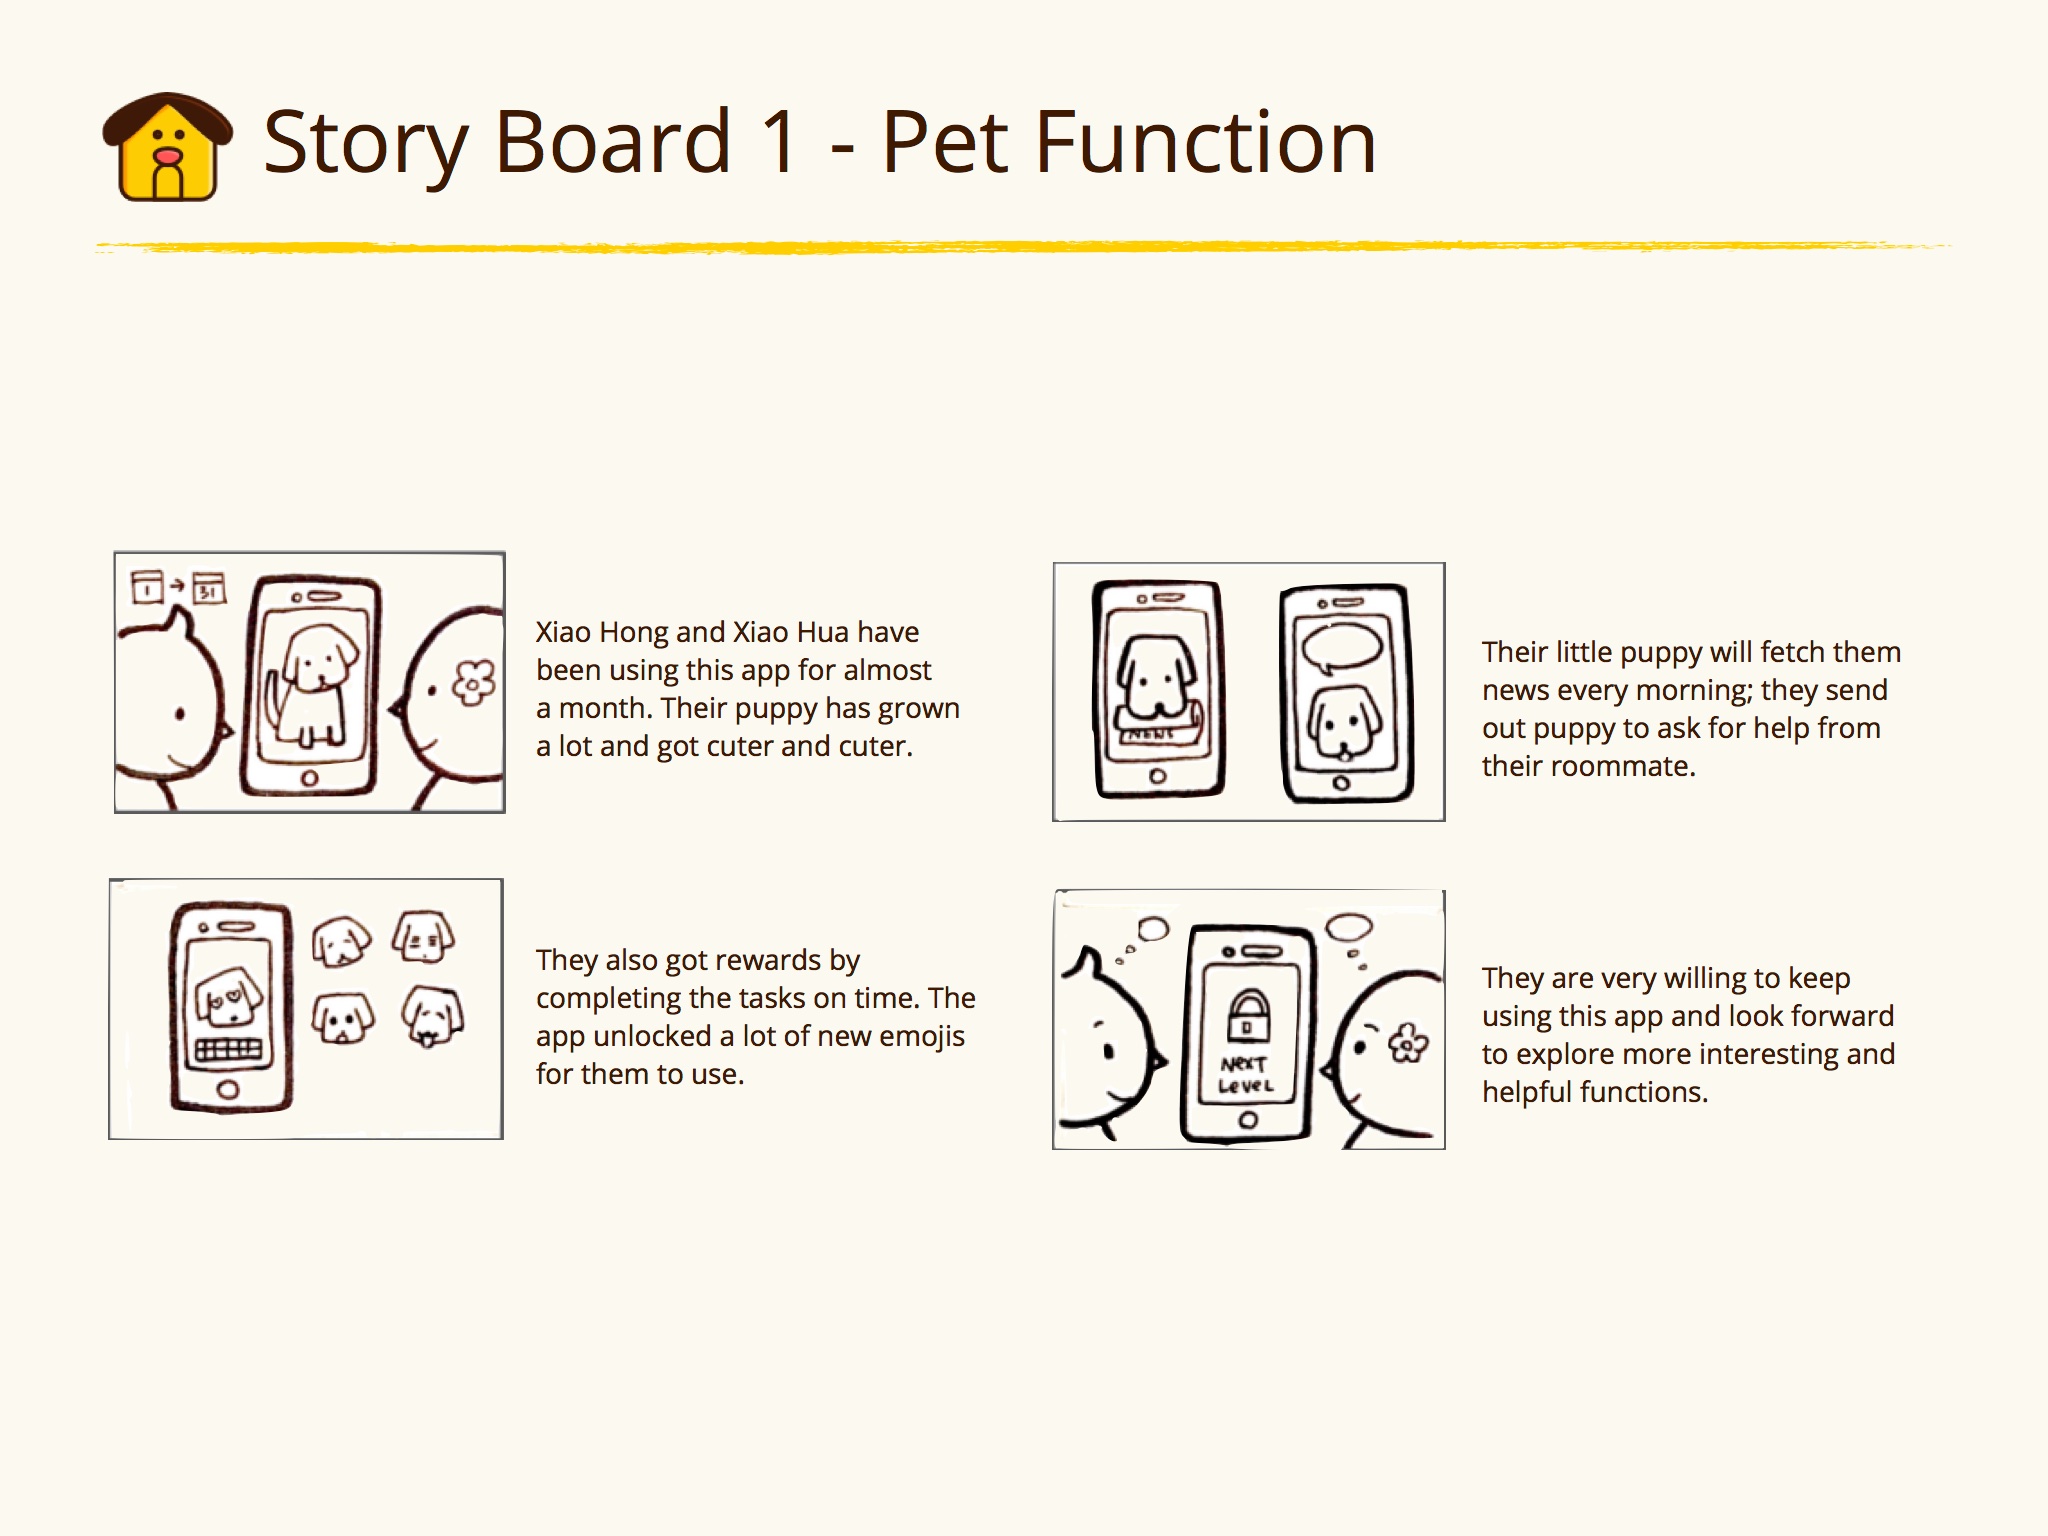 Story Board 1 - Pet Function
1
31
Xiao Hong and Xiao Hua have
been using this app for almost
a month. Their puppy has grown
a lot and got cuter and cuter.
NEWS
Their little puppy will fetch them
news every morning; they send
out puppy to ask for help from
their roommate.
They also got rewards by
completing the tasks on time. The
app unlocked a lot of new emojis
for them to use.
NEXT
LEVEL
They are very willing to keep
using this app and look forward
to explore more interesting and
helpful functions.